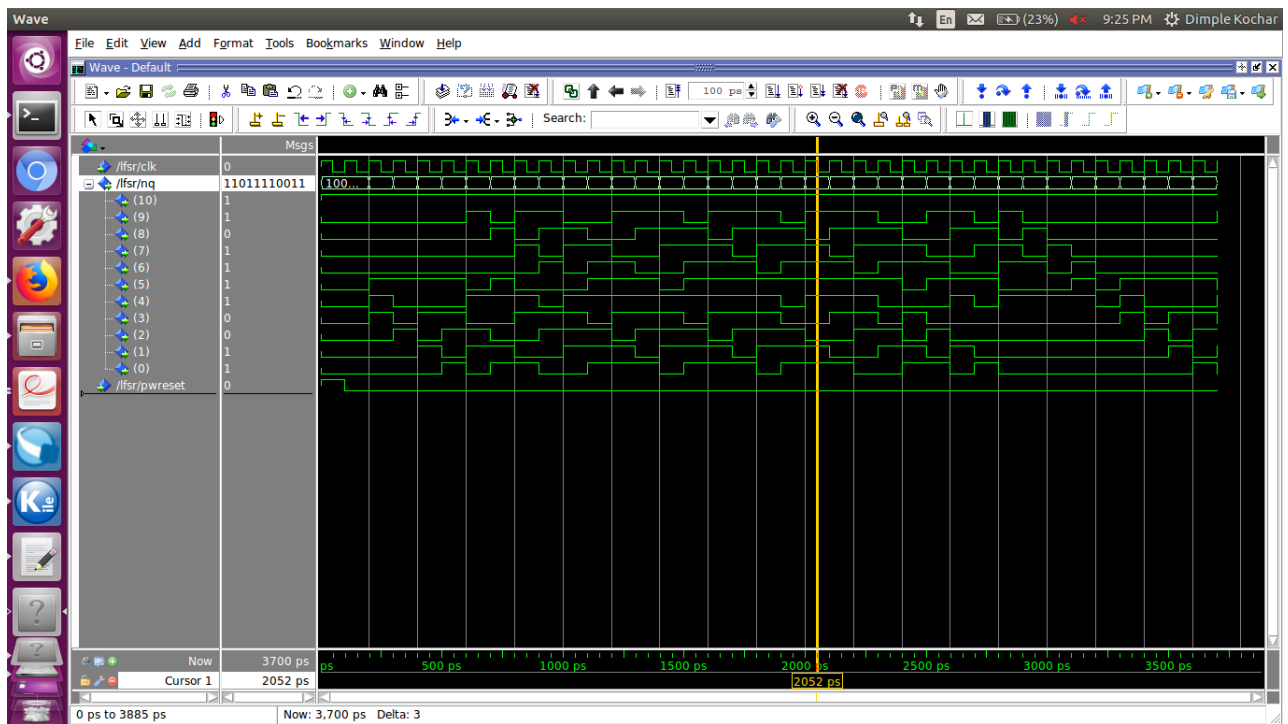 Wave En (23%) 9:25 PM Dimple Kochar
File Edit View Add Format Tools Bookmarks Window Help
Wave - Default
100 ps
Search:
Msgs
/lfsr/clk 0
/lfsr/nq 11011110011 (100...
(10) 1
(9) 1
(8) 0
(7) 1
(6) 1
(5) 1
(4) 1
(3) 0
(2) 0
(1) 1
(0) 1
/lfsr/pwreset 0
Now 3700 ps ps 500 ps 1000 ps 1500 ps 2000 ps 2500 ps 3000 ps 3500 ps
Cursor 1 2052 ps 2052 ps
0 ps to 3885 ps Now: 3,700 ps Delta: 3